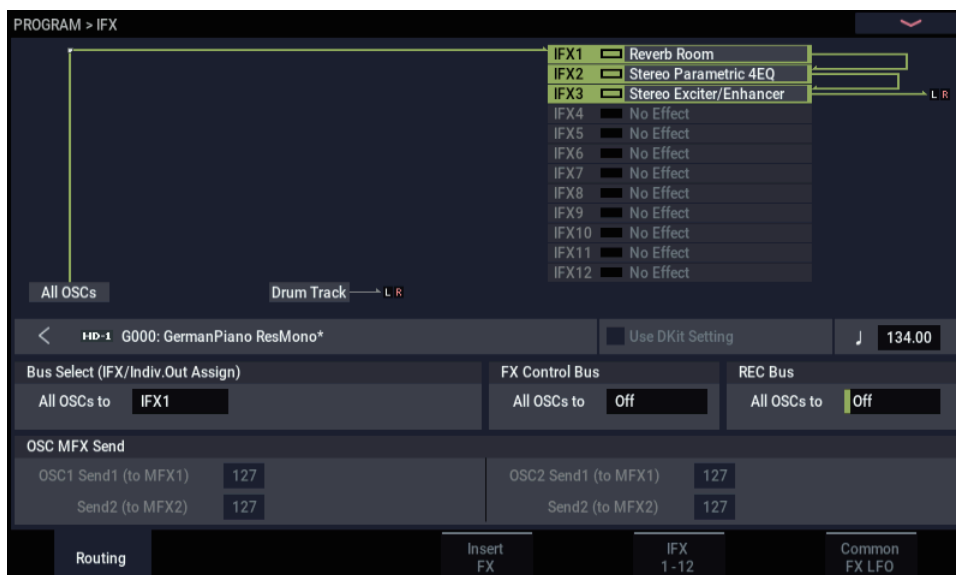 PROGRAM > IFX
IFX1 Reverb Room
IFX2 Stereo Parametric 4EQ
IFX3 Stereo Exciter/Enhancer
L R
IFX4 No Effect
IFX5 No Effect
IFX6 No Effect
IFX7 No Effect
IFX8 No Effect
IFX9 No Effect
IFX10 No Effect
IFX11 No Effect
IFX12 No Effect
All OSCs
Drum Track L R
HD-1 G000: GermanPiano ResMono*
Use DKit Setting
♩ 134.00
Bus Select (IFX/Indiv.Out Assign)
All OSCs to IFX1
FX Control Bus
All OSCs to Off
REC Bus
All OSCs to Off
OSC MFX Send
OSC1 Send1 (to MFX1) 127
Send2 (to MFX2) 127
OSC2 Send1 (to MFX1) 127
Send2 (to MFX2) 127
Routing
Insert
FX
IFX
1-12
Common
FX LFO